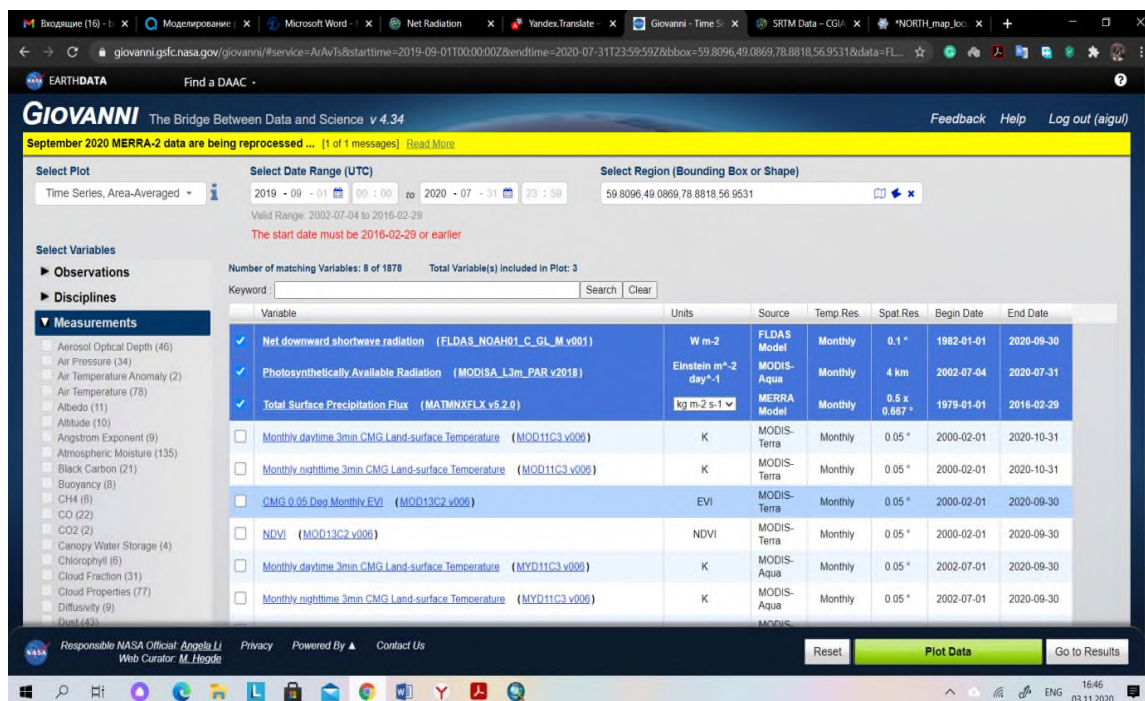 Входящие (16) - b
Моделирование
Microsoft Word -
Net Radiation
Yandex.Translate –
Giovanni - Time Se
SRTM Data – CGIA
*NORTH_map_loc.
giovanni.gsfc.nasa.gov/giovanni/#service=ArAvTs&starttime=2019-09-01T00:00:00Z&endtime=2020-07-31T23:59:59Z&bbox=59.8096,49.0869,78.8818,56.9531&data=FL...
EARTHDATA Find a DAAC
GIOVANNI The Bridge Between Data and Science v 4.34 Feedback Help Log out (aigul)
September 2020 MERRA-2 data are being reprocessed ... [1 of 1 messages] Read More
Select Plot Select Date Range (UTC) Select Region (Bounding Box or Shape)
Time Series, Area-Averaged 2019 - 09 - 01 00 : 00 to 2020 - 07 - 31 23 : 59 59.8096,49.0869,78.8818,56.9531
Valid Range: 2002-07-04 to 2016-02-29
The start date must be 2016-02-29 or earlier
Select Variables
Observations
Disciplines
Measurements
Aerosol Optical Depth (46)
Air Pressure (34)
Air Temperature Anomaly (2)
Air Temperature (78)
Albedo (11)
Altitude (10)
Angstrom Exponent (9)
Atmospheric Moisture (135)
Black Carbon (21)
Buoyancy (8)
CH4 (8)
CO (22)
CO2 (2)
Canopy Water Storage (4)
Chlorophyll (6)
Cloud Fraction (31)
Cloud Properties (77)
Diffusivity (9)
Dust (43)
Number of matching Variables: 8 of 1878 Total Variable(s) included in Plot: 3
Keyword : Search Clear
Variable Units Source Temp.Res. Spat.Res. Begin Date End Date
Net downward shortwave radiation (FLDAS_NOAH01_C_GL_M v001) W m-2 FLDAS Model Monthly 0.1 ° 1982-01-01 2020-09-30
Photosynthetically Available Radiation (MODISA_L3m_PAR v2018) Einstein m^-2 day^-1 MODIS-Aqua Monthly 4 km 2002-07-04 2020-07-31
Total Surface Precipitation Flux (MATMNXFLX v5.2.0) kg m-2 s-1 MERRA Model Monthly 0.5 x 0.667 ° 1979-01-01 2016-02-29
Monthly daytime 3min CMG Land-surface Temperature (MOD11C3 v006) K MODIS-Terra Monthly 0.05 ° 2000-02-01 2020-10-31
Monthly nighttime 3min CMG Land-surface Temperature (MOD11C3 v006) K MODIS-Terra Monthly 0.05 ° 2000-02-01 2020-10-31
CMG 0.05 Deg Monthly EVI (MOD13C2 v006) EVI MODIS-Terra Monthly 0.05 ° 2000-02-01 2020-09-30
NDVI (MOD13C2 v006) NDVI MODIS-Terra Monthly 0.05 ° 2000-02-01 2020-09-30
Monthly daytime 3min CMG Land-surface Temperature (MYD11C3 v006) K MODIS-Aqua Monthly 0.05 ° 2002-07-01 2020-09-30
Monthly nighttime 3min CMG Land-surface Temperature (MYD11C3 v006) K MODIS-Aqua Monthly 0.05 ° 2002-07-01 2020-09-30
MODIS-
Responsible NASA Official: Angela Li Privacy Powered By Contact Us Reset Plot Data Go to Results
Web Curator: M. Hegde
ENG 16:46
03.11.2020